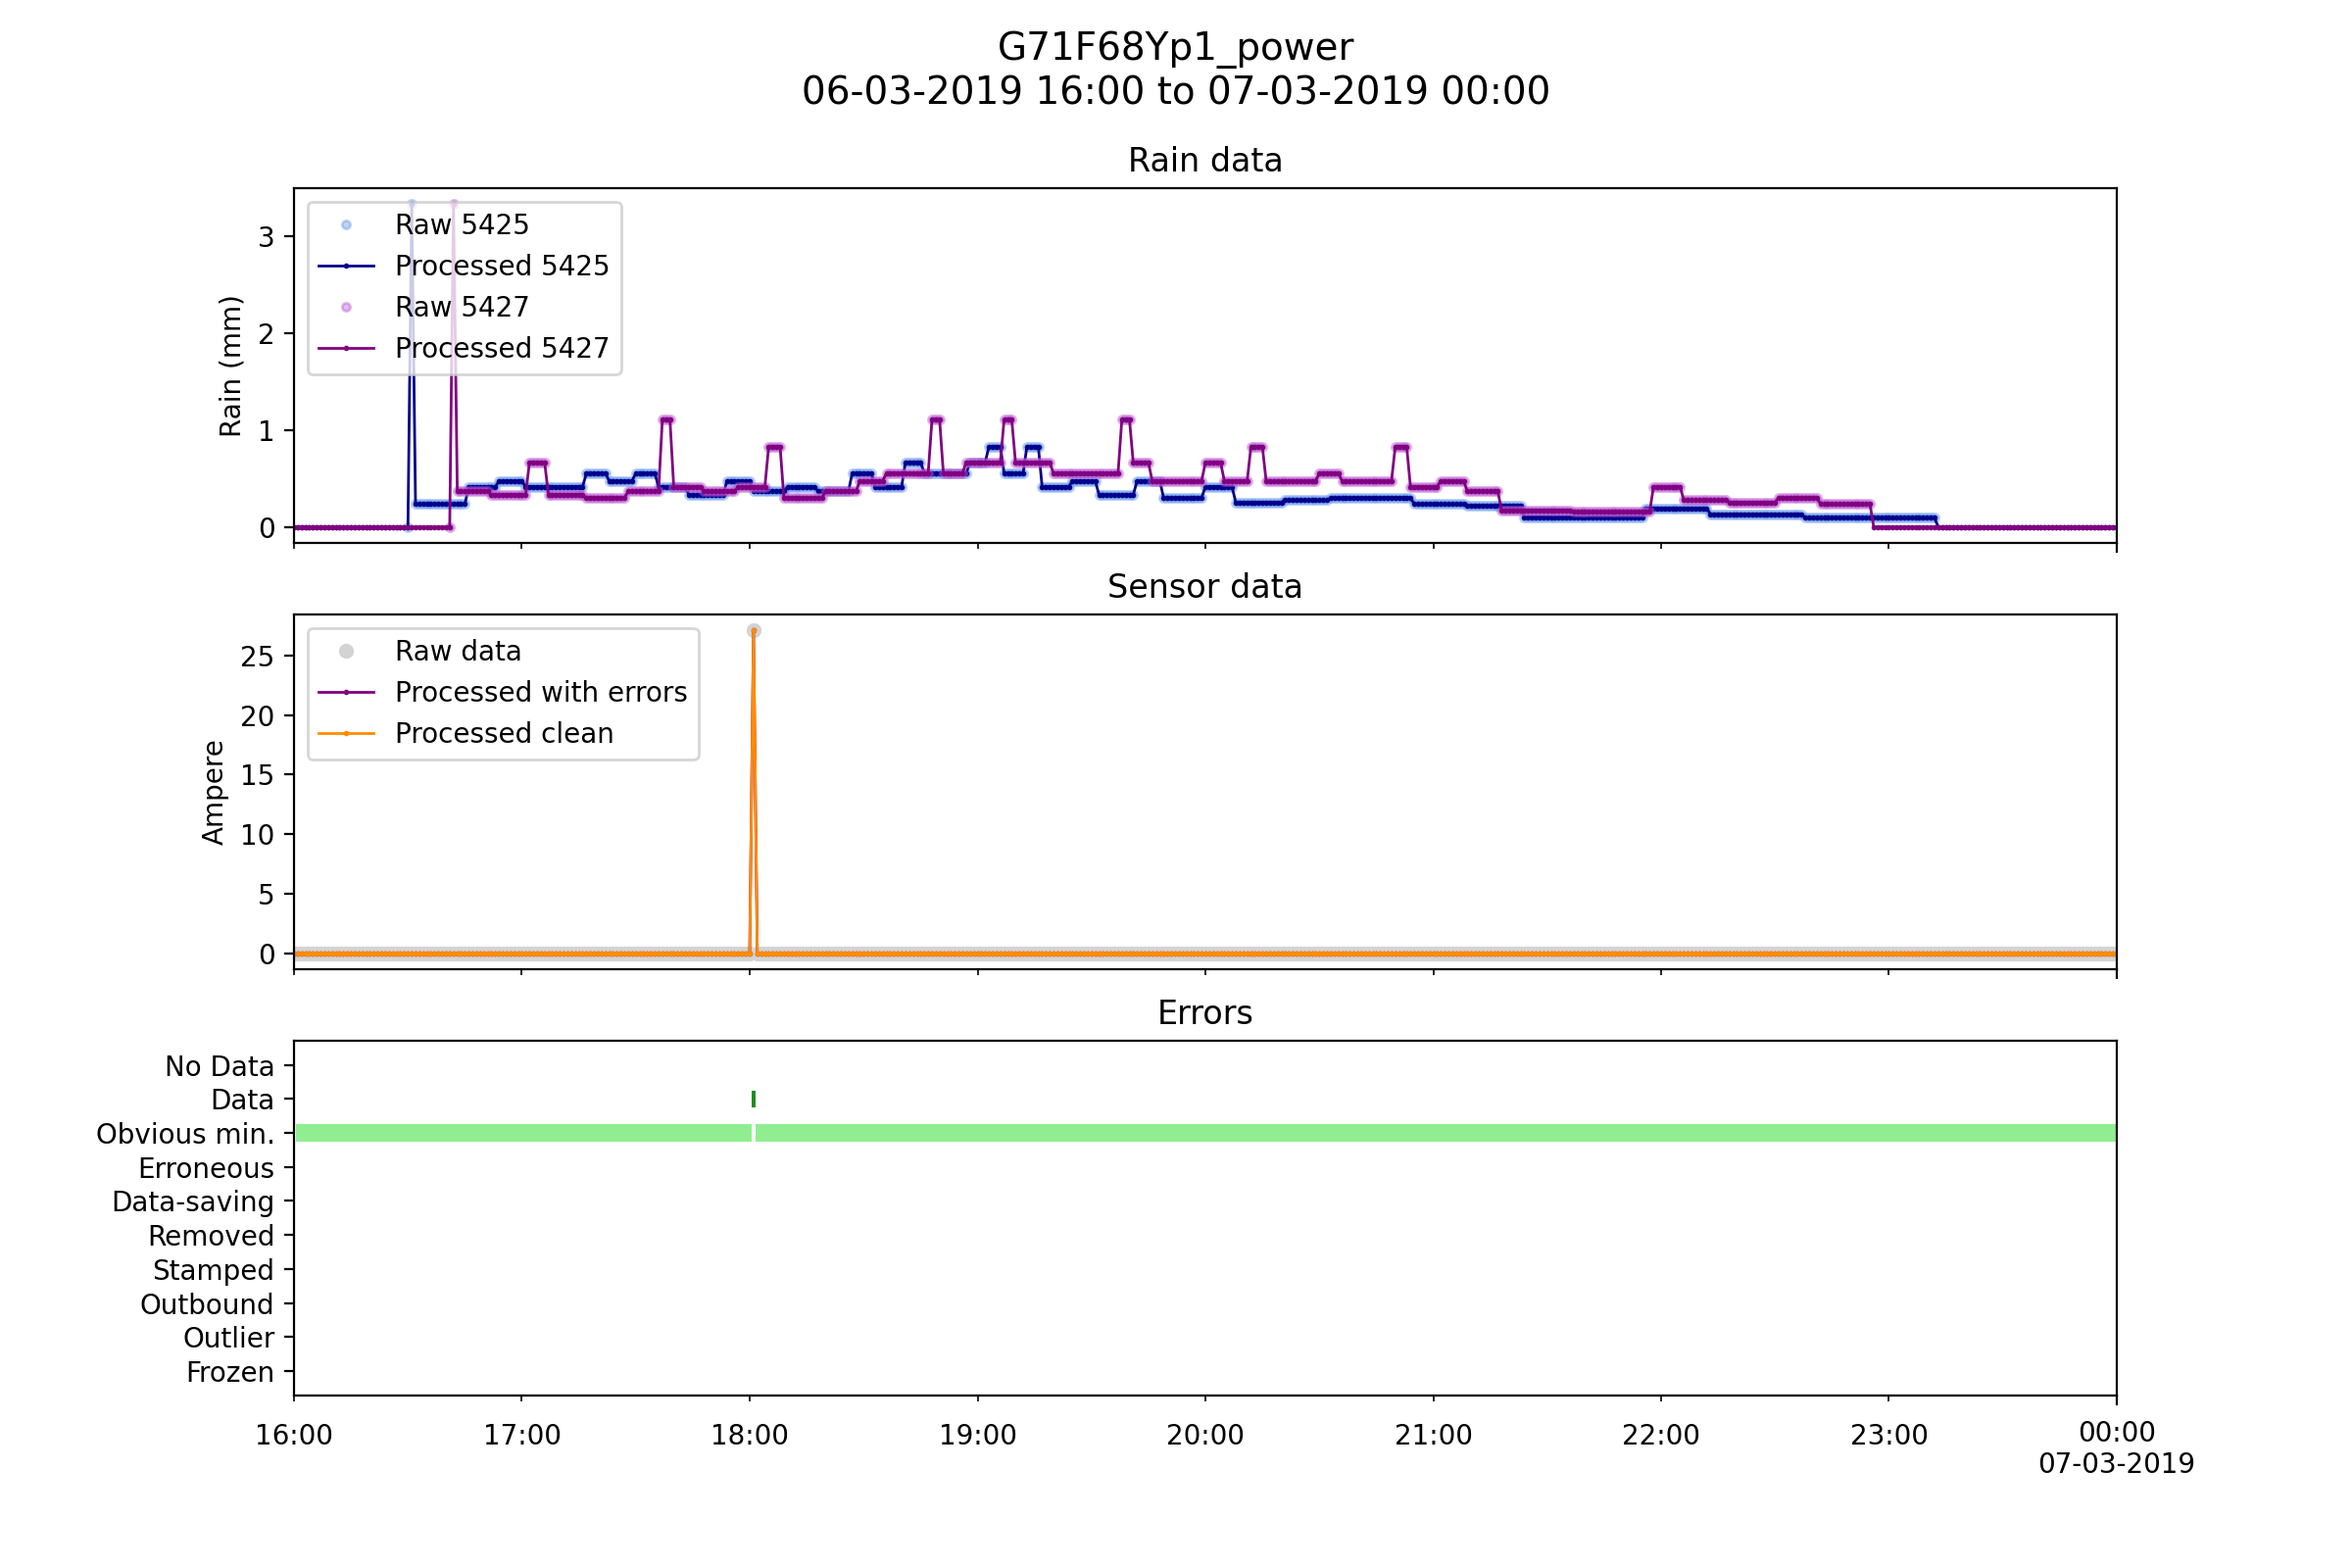 G71F68Yp1_power
06-03-2019 16:00 to 07-03-2019 00:00
Rain data
Rain (mm)
3
2
1
0
Raw 5425
Processed 5425
Raw 5427
Processed 5427
Sensor data
Ampere
25
20
15
10
5
0
Raw data
Processed with errors
Processed clean
Errors
No Data
Data
Obvious min.
Erroneous
Data-saving
Removed
Stamped
Outbound
Outlier
Frozen
16:00 17:00 18:00 19:00 20:00 21:00 22:00 23:00 00:00
07-03-2019